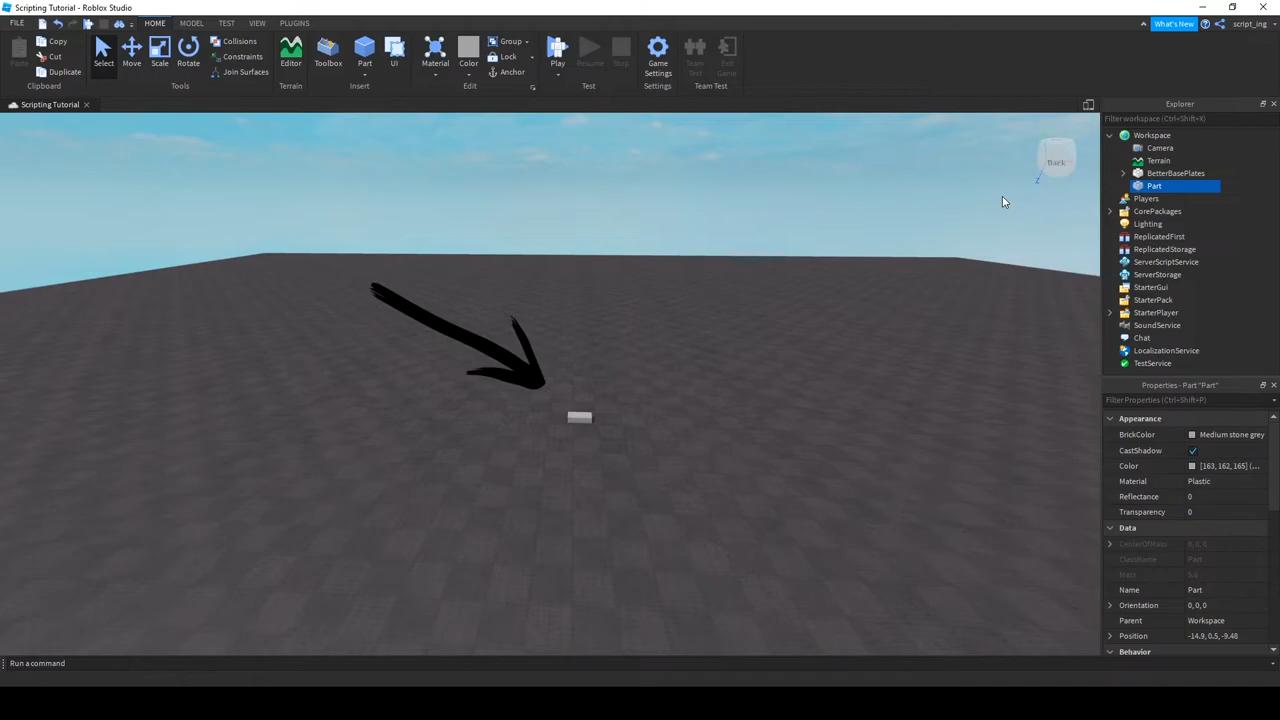 Scripting Tutorial - Roblox Studio
FILE HOME MODEL TEST VIEW PLUGINS
What's New script_ing
Paste Copy Cut Duplicate Clipboard
Select Move Scale Rotate Collisions Constraints Join Surfaces Tools
Editor Terrain
Toolbox Part UI Insert
Material Color Group Lock Anchor Edit
Play Resume Stop Test
Game Settings Settings
Team Test Exit Game Team Test
Scripting Tutorial
Back
Z
Explorer
Filter workspace (Ctrl+Shift+X)
Workspace
Camera
Terrain
BetterBasePlates
Part
Players
CorePackages
Lighting
ReplicatedFirst
ReplicatedStorage
ServerScriptService
ServerStorage
StarterGui
StarterPack
StarterPlayer
SoundService
Chat
LocalizationService
TestService
Properties - Part "Part"
Filter Properties (Ctrl+Shift+P)
Appearance
BrickColor Medium stone grey
CastShadow
Color [163, 162, 165] (...
Material Plastic
Reflectance 0
Transparency 0
Data
CenterOfMass 0, 0, 0
ClassName Part
Mass 5.6
Name Part
Orientation 0, 0, 0
Parent Workspace
Position -14.9, 0.5, -9.48
Behavior
Run a command